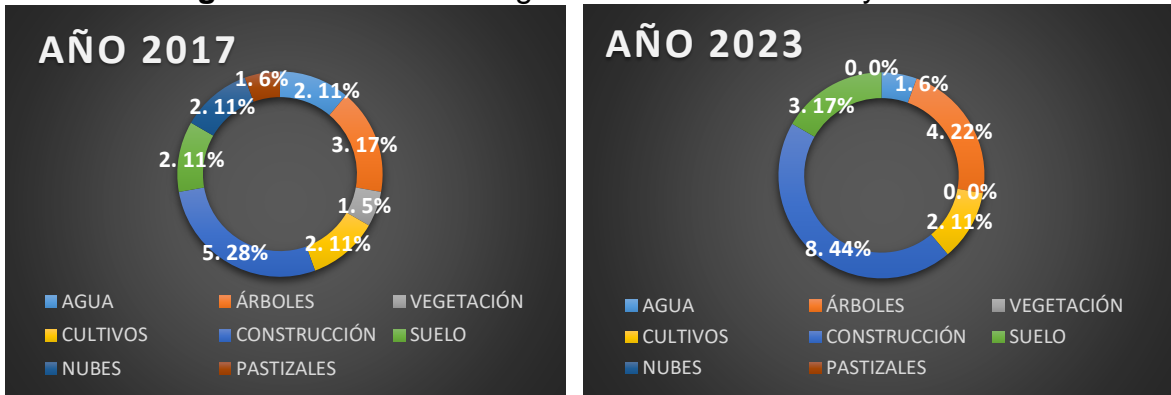 AÑO 2017
1. 6%
2. 11%
2. 11%
3. 17%
2. 11%
1. 5%
5. 28%
2. 11%
AGUA ÁRBOLES VEGETACIÓN
CULTIVOS CONSTRUCCIÓN SUELO
NUBES PASTIZALES
AÑO 2023
0. 0%
1. 6%
3. 17%
4. 22%
0. 0%
2. 11%
8. 44%
AGUA ÁRBOLES VEGETACIÓN
CULTIVOS CONSTRUCCIÓN SUELO
NUBES PASTIZALES